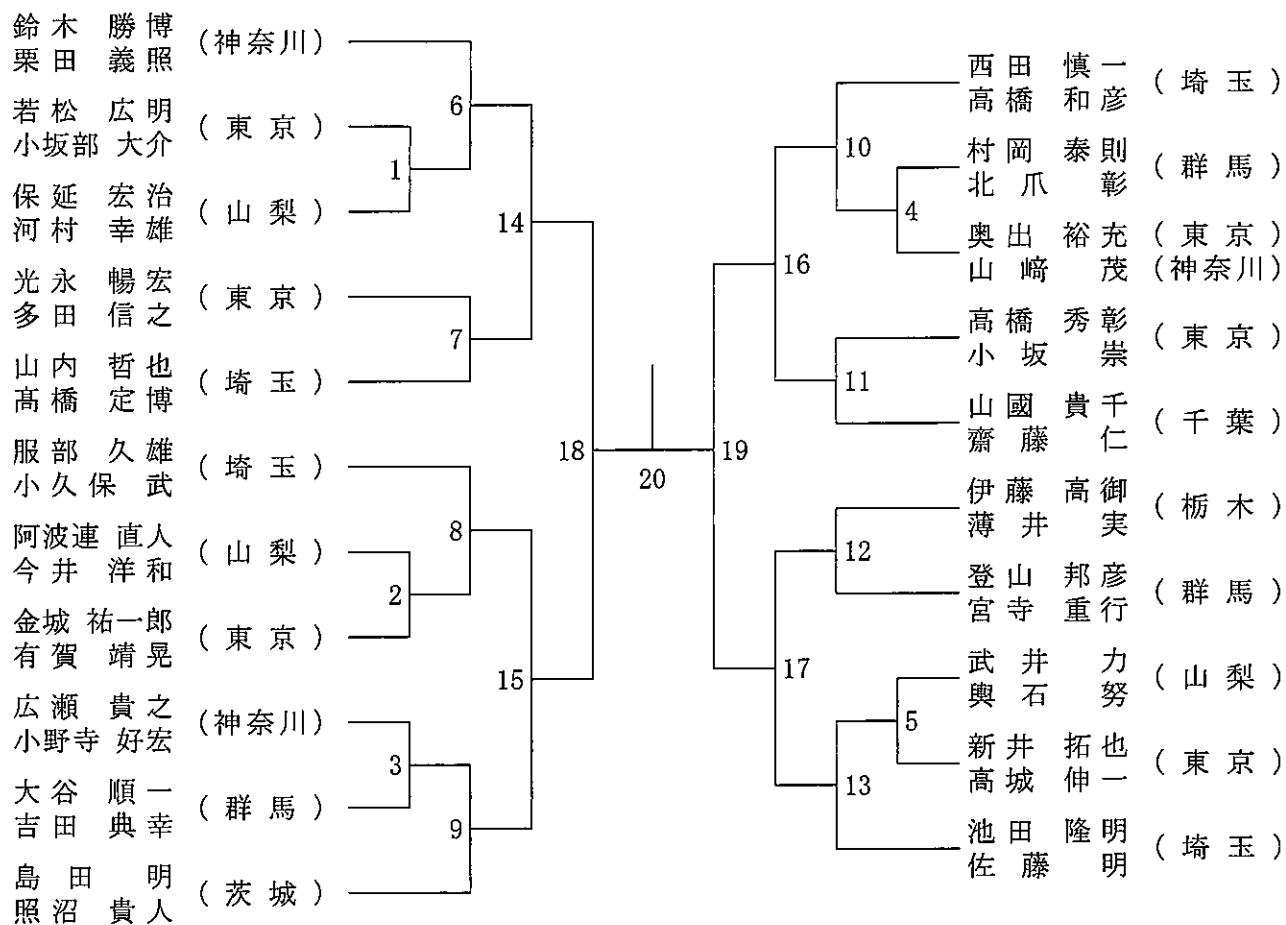 鈴木 勝博
栗田 義照
(神奈川)
若松 広明
小坂部 大介
(東京)
保延 宏治
河村 幸雄
(山梨)
光永 暢宏
多田 信之
(東京)
山内 哲也
髙橋 定博
(埼玉)
服部 久雄
小久保 武
(埼玉)
阿波連 直人
今井 洋和
(山梨)
金城 祐一郎
有賀 靖晃
(東京)
広瀬 貴之
小野寺 好宏
(神奈川)
大谷 順一
吉田 典幸
(群馬)
島田 明
照沼 貴人
(茨城)
1
2
3
6
7
8
9
14
15
18
20
19
16
17
10
11
12
13
4
5
西田 慎一
高橋 和彦
(埼玉)
村岡 泰則
北爪 彰
(群馬)
奥出 裕充 (東京)
山﨑 茂 (神奈川)
高橋 秀彰
小坂 崇
(東京)
山國 貴千
齋藤 仁
(千葉)
伊藤 高御
薄井 実
(栃木)
登山 邦彦
宮寺 重行
(群馬)
武井 力
輿石 努
(山梨)
新井 拓也
高城 伸一
(東京)
池田 隆明
佐藤 明
(埼玉)